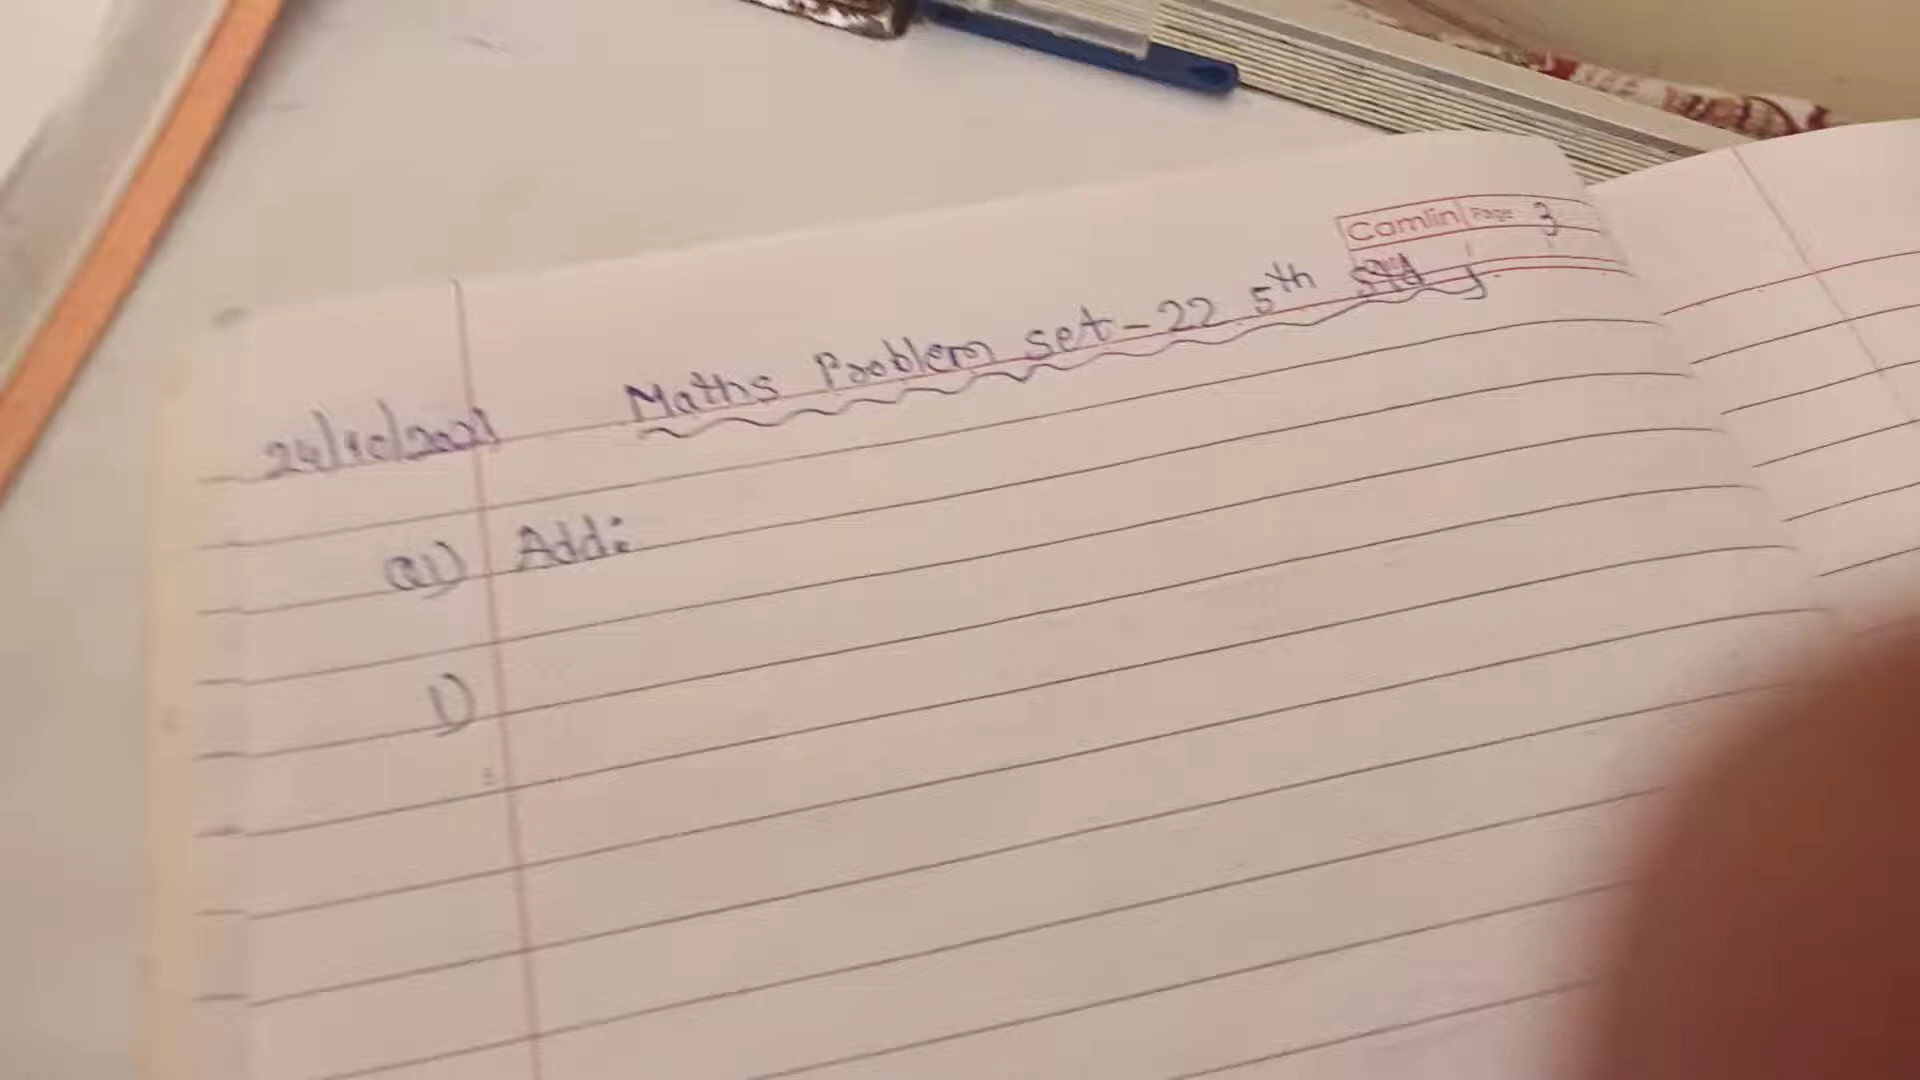 Camlin Page 3
Maths Problem set - 22 5th std
24/10/2021
Q1) Add:
1)